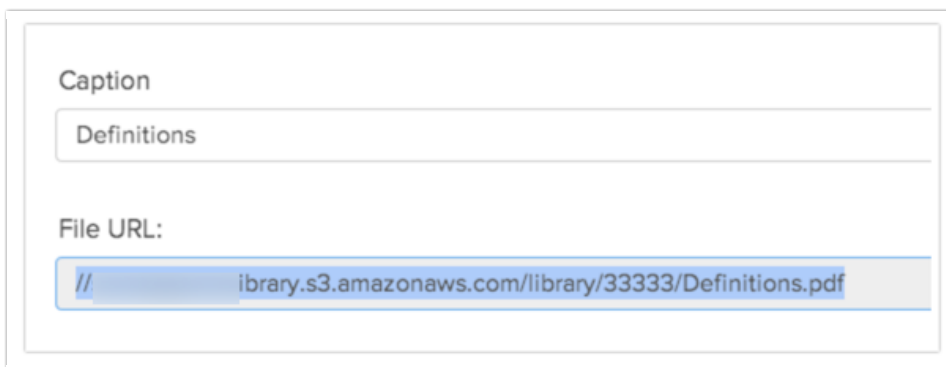 Caption
Definitions
File URL:
// ibrary.s3.amazonaws.com/library/33333/Definitions.pdf